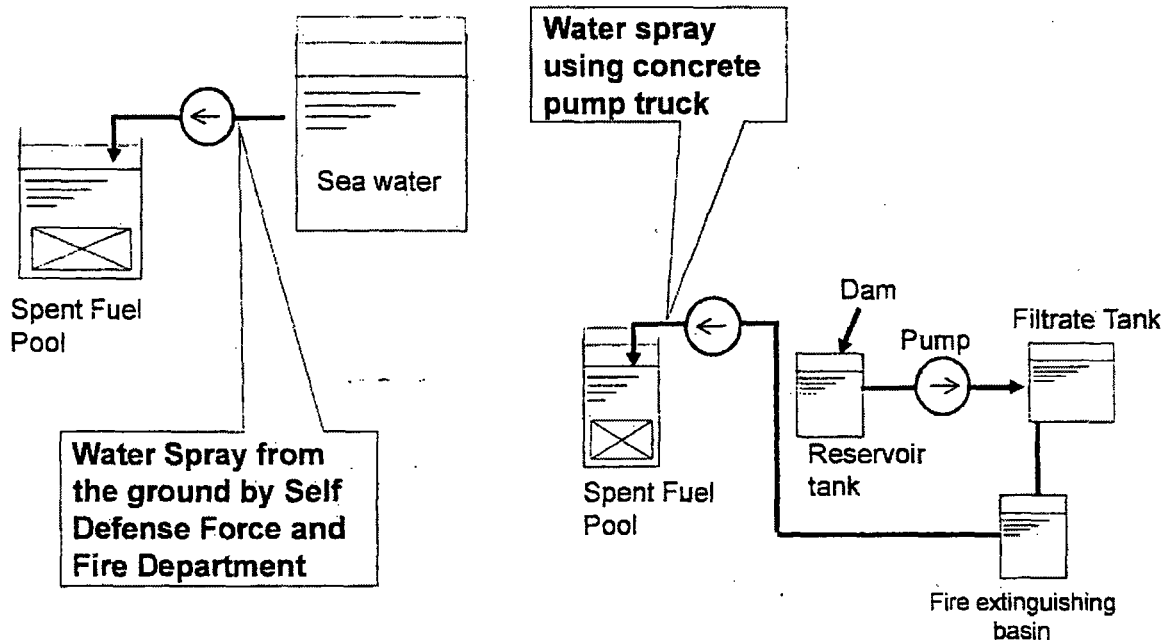 Sea water
Spent Fuel
Pool
Water Spray from
the ground by Self
Defense Force and
Fire Department
Water spray
using concrete
pump truck
Dam
Pump
Filtrate Tank
Reservoir
tank
Spent Fuel
Pool
Fire extinguishing
basin